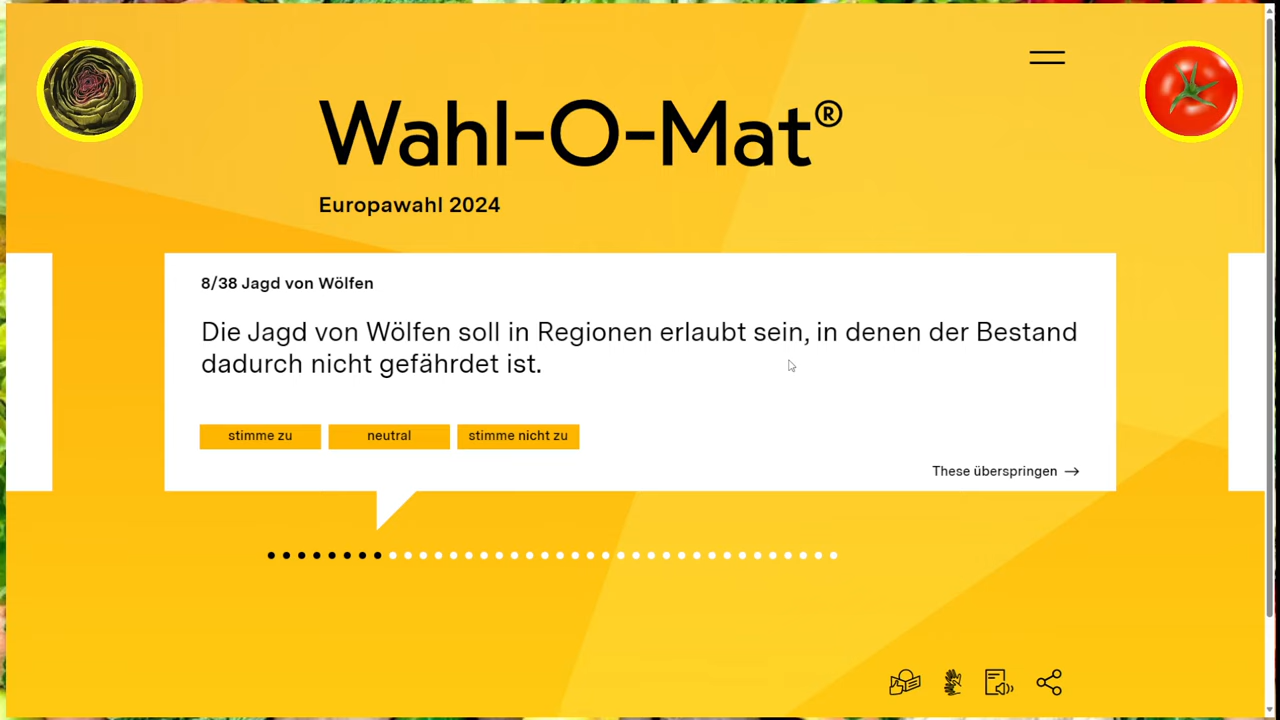 Wahl-O-Mat®
Europawahl 2024
8/38 Jagd von Wölfen
Die Jagd von Wölfen soll in Regionen erlaubt sein, in denen der Bestand
dadurch nicht gefährdet ist.
stimme zu
neutral
stimme nicht zu
These überspringen →